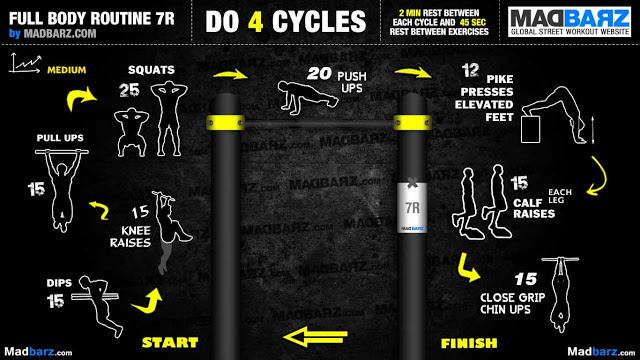 FULL BODY ROUTINE 7R
by MADBARZ.COM
DO 4 CYCLES
2 MIN REST BETWEEN
EACH CYCLE AND 45 SEC
REST BETWEEN EXERCISES
MADBARZ
GLOBAL STREET WORKOUT WEBSITE
MEDIUM
SQUATS
25
20 PUSH
UPS
12 PIKE
PRESSES
ELEVATED
FEET
PULL UPS
15
15
KNEE
RAISES
DIPS
15
15 EACH
LEG
CALF
RAISES
15
CLOSE GRIP
CHIN UPS
7R
MADBARZ
START
FINISH
MADBARZ.COM
Madbarz.com
Madbarz.com